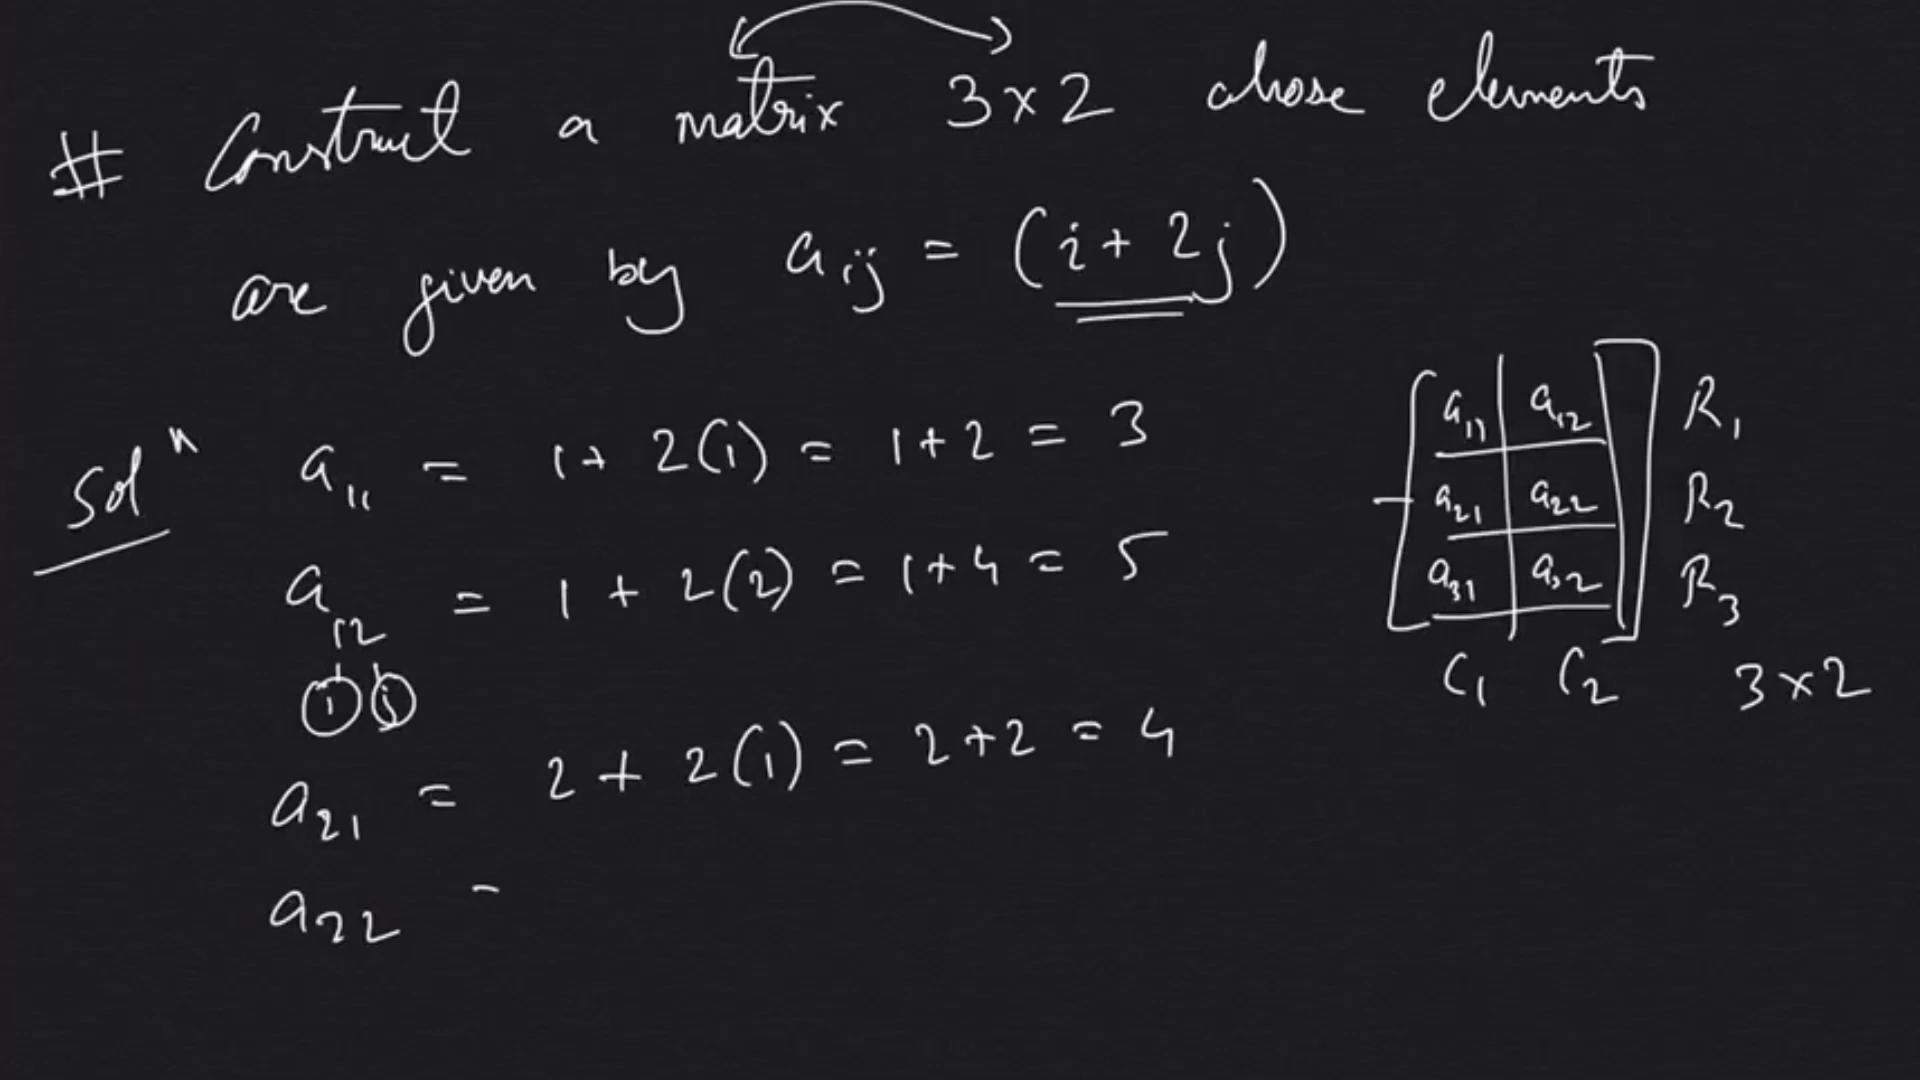 # Construct a matrix 3×2 whose elements
are given by aij = (i + 2j)
Solⁿ a₁₁ = 1 + 2(1) = 1+2 = 3
a₁₂ = 1 + 2(2) = 1+4 = 5
i j
a₂₁ = 2 + 2(1) = 2+2 = 4
a₂₂ =
a₁₁ a₁₂ R₁
a₂₁ a₂₂ R₂
a₃₁ a₃₂ R₃
C₁ C₂ 3×2